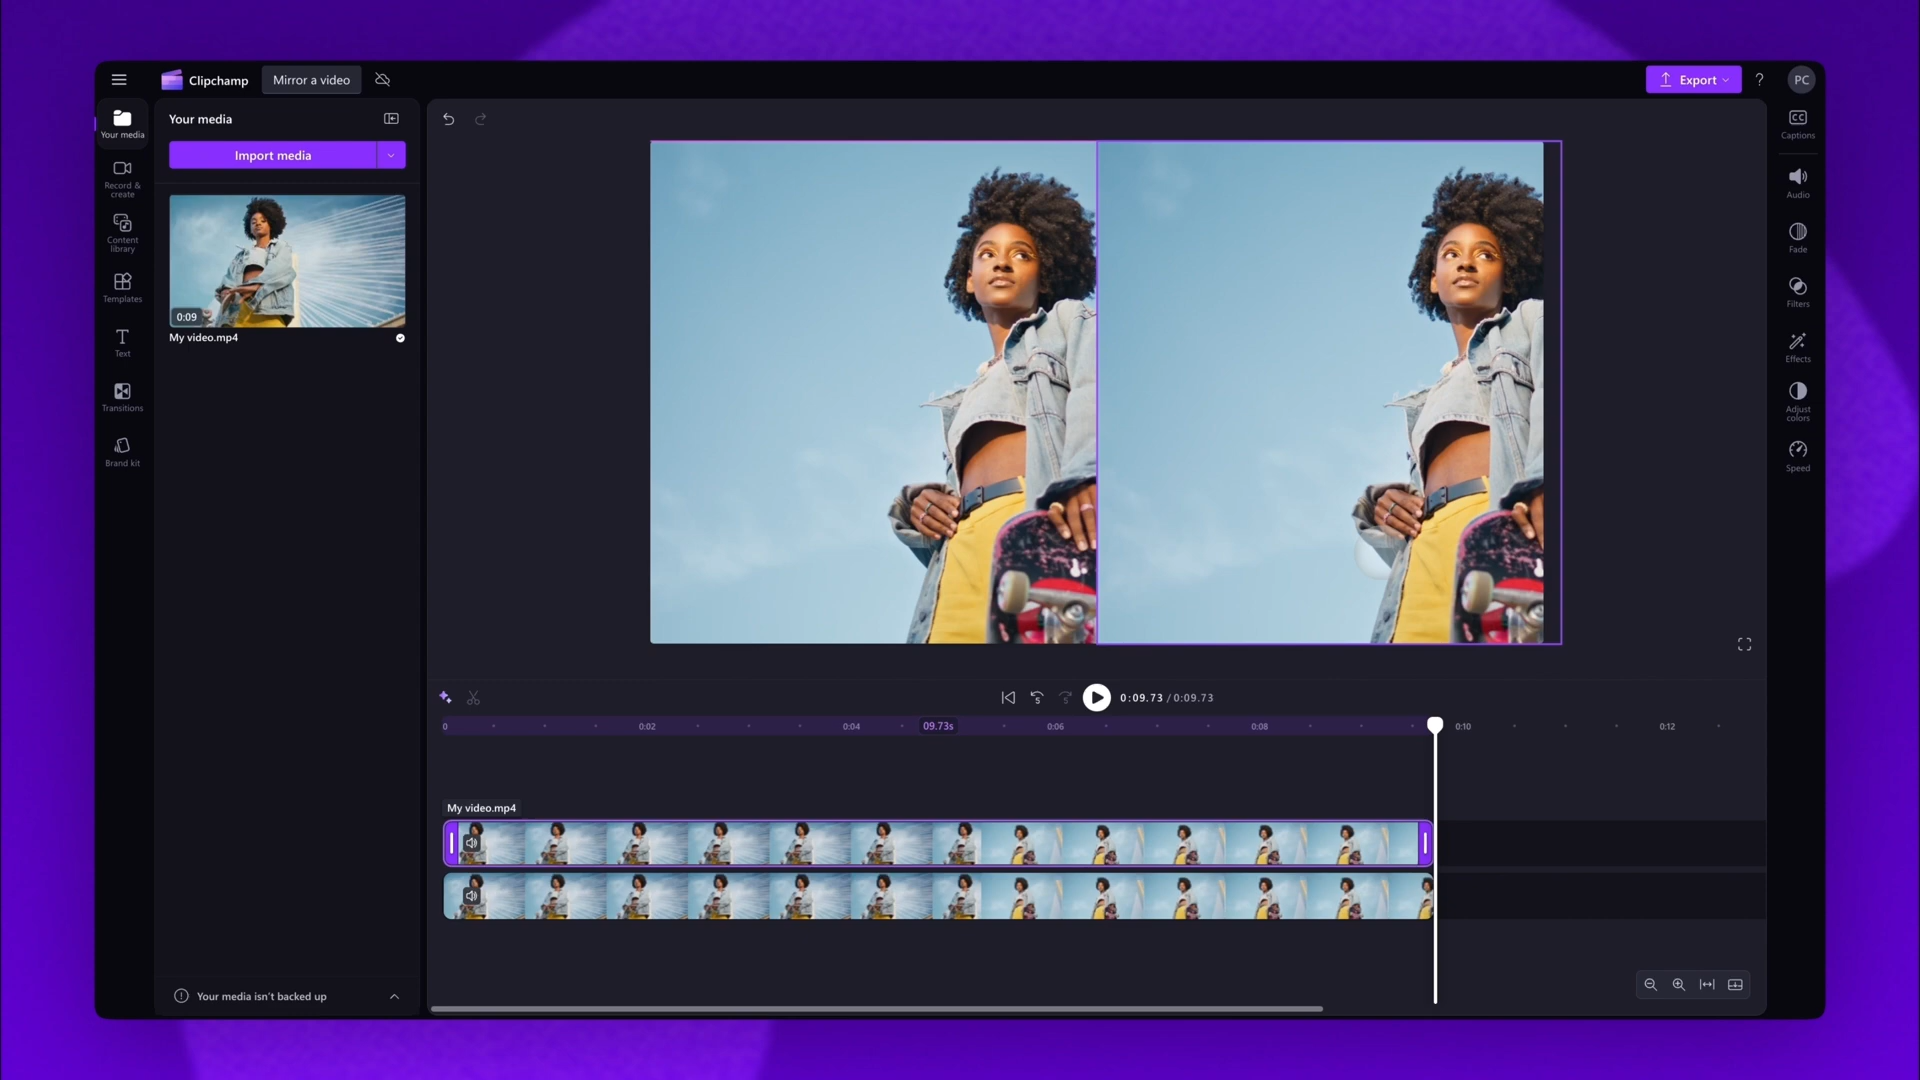 Clipchamp
Mirror a video
Export
?
PC
Your media
Record &
create
Content
library
Templates
Text
Transitions
Brand kit
Your media
Import media
0:09
My video.mp4
Your media isn't backed up
CC
Captions
Audio
Fade
Filters
Effects
Adjust
colors
Speed
5
5
0:09.73 / 0:09.73
0
0:02
0:04
09.73s
0:06
0:08
0:10
0:12
My video.mp4